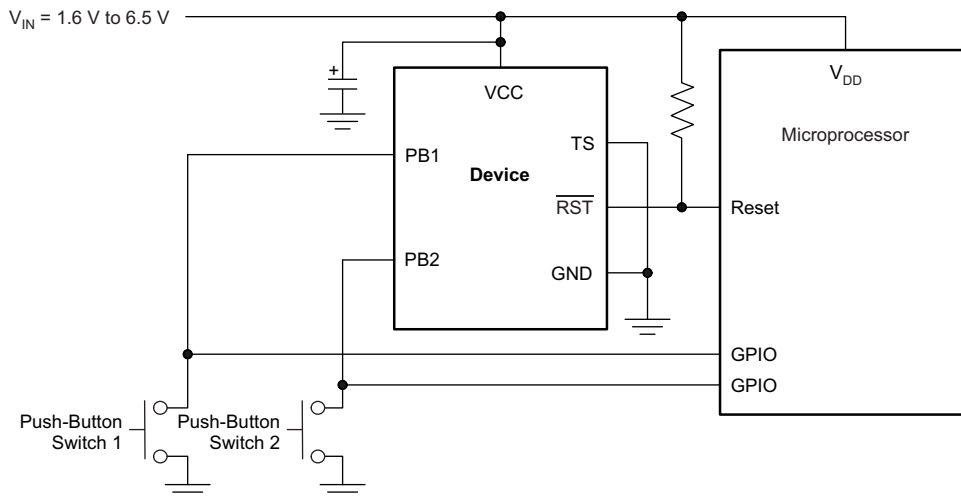 V_IN = 1.6 V to 6.5 V
+
VCC
V_DD
Microprocessor
TS
PB1
Device
R̅S̅T̅
Reset
PB2
GND
GPIO
GPIO
Push-Button
Switch 1
Push-Button
Switch 2